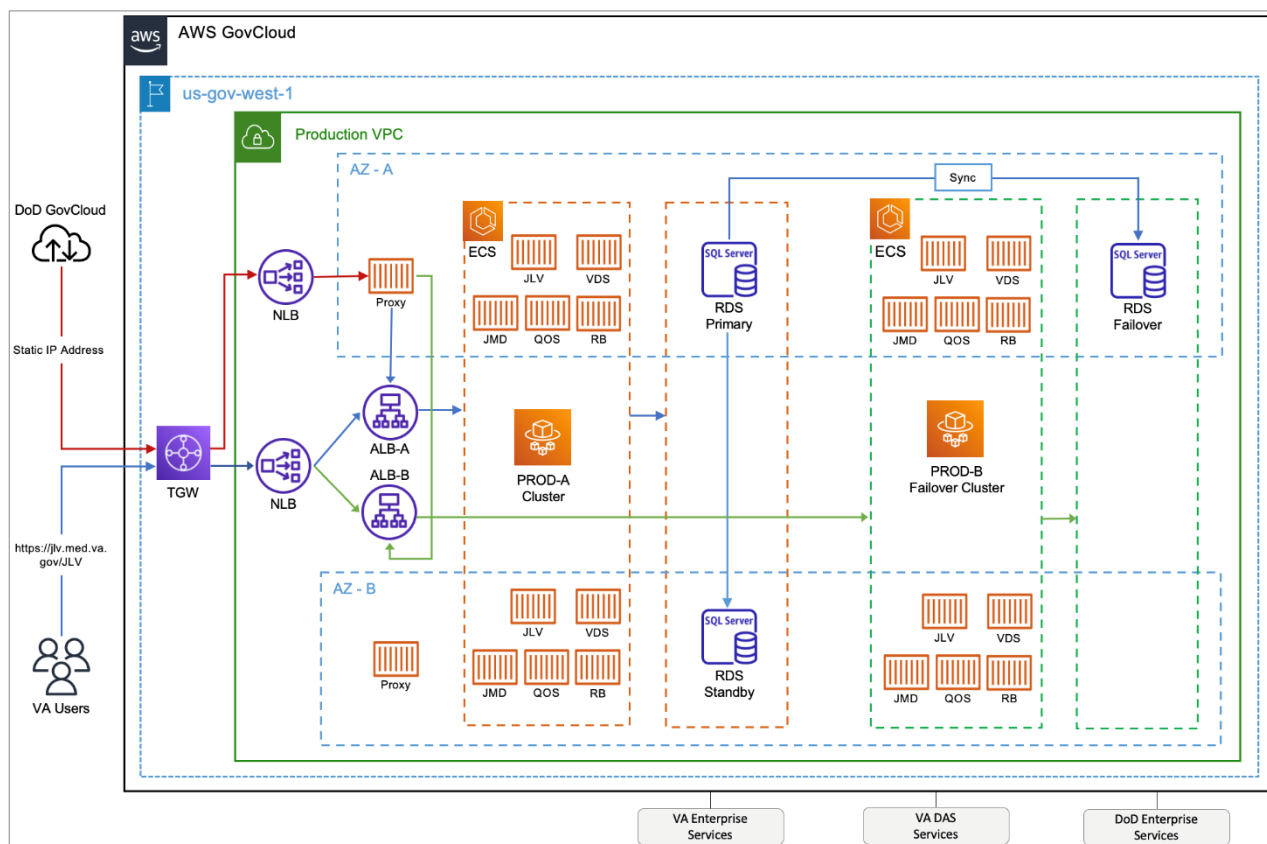 aws
AWS GovCloud
us-gov-west-1
Production VPC
AZ - A
Sync
DoD GovCloud
ECS
JLV
VDS
SQL Server
ECS
JLV
VDS
SQL Server
Proxy
NLB
JMD
QOS
RB
RDS
Primary
JMD
QOS
RB
RDS
Failover
Static IP Address
ALB-A
ALB-B
TGW
NLB
PROD-A
Cluster
PROD-B
Failover Cluster
https://jlv.med.va.
gov/JLV
AZ - B
JLV
VDS
SQL Server
JLV
VDS
Proxy
JMD
QOS
RB
RDS
Standby
JMD
QOS
RB
VA Users
VA Enterprise
Services
VA DAS
Services
DoD Enterprise
Services